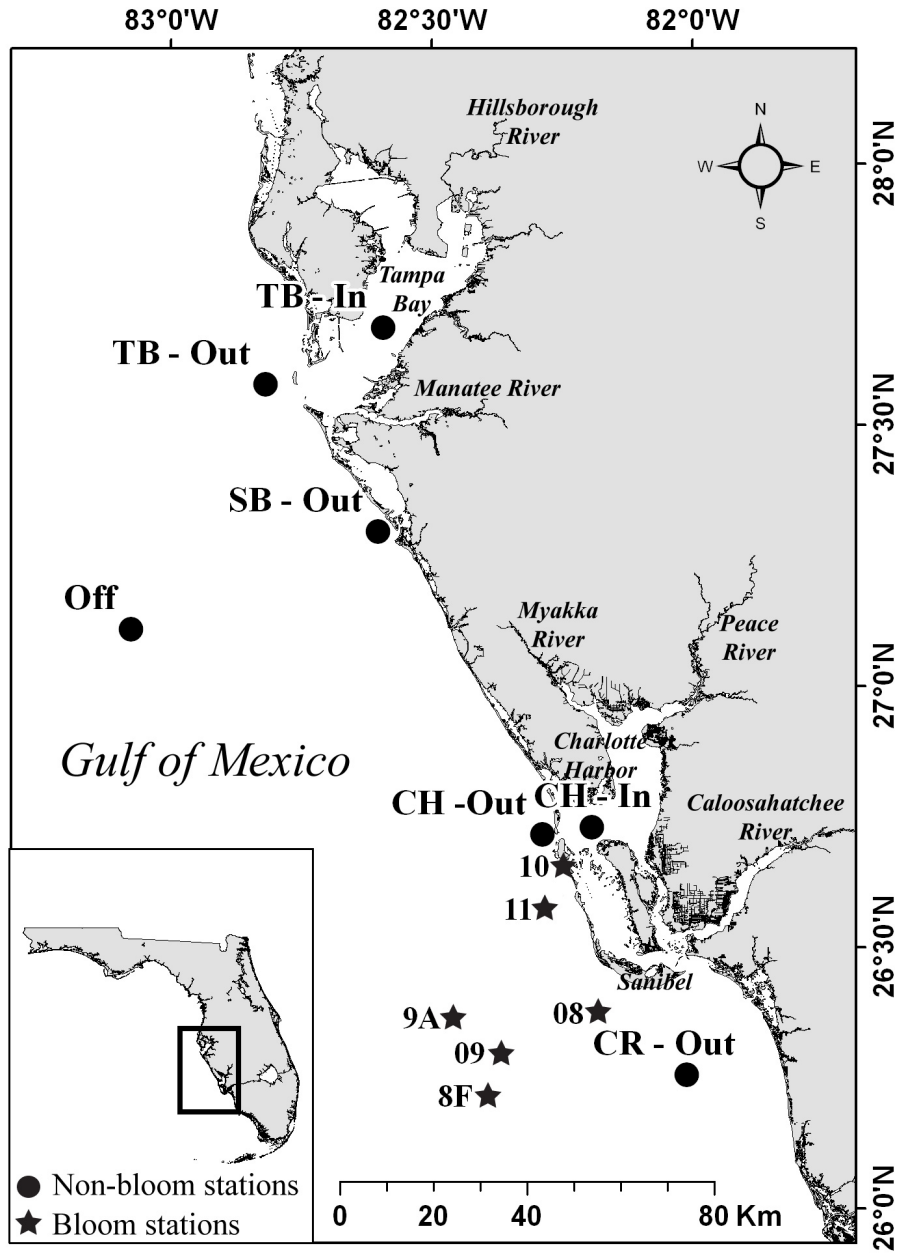 83°0'W 82°30'W 82°0'W
Hillsborough
River
N
W E
S
28°0'N
Tampa
Bay
TB - In
TB - Out
Manatee River
27°30'N
SB - Out
Off
Myakka
River
Peace
River
27°0'N
Gulf of Mexico
Charlotte
Harbor
CH -Out CH - In
Caloosahatchee
River
10
11
26°30'N
Sanibel
9A
08
09
CR - Out
8F
Non-bloom stations
Bloom stations
0 20 40 80 Km
26°0'N